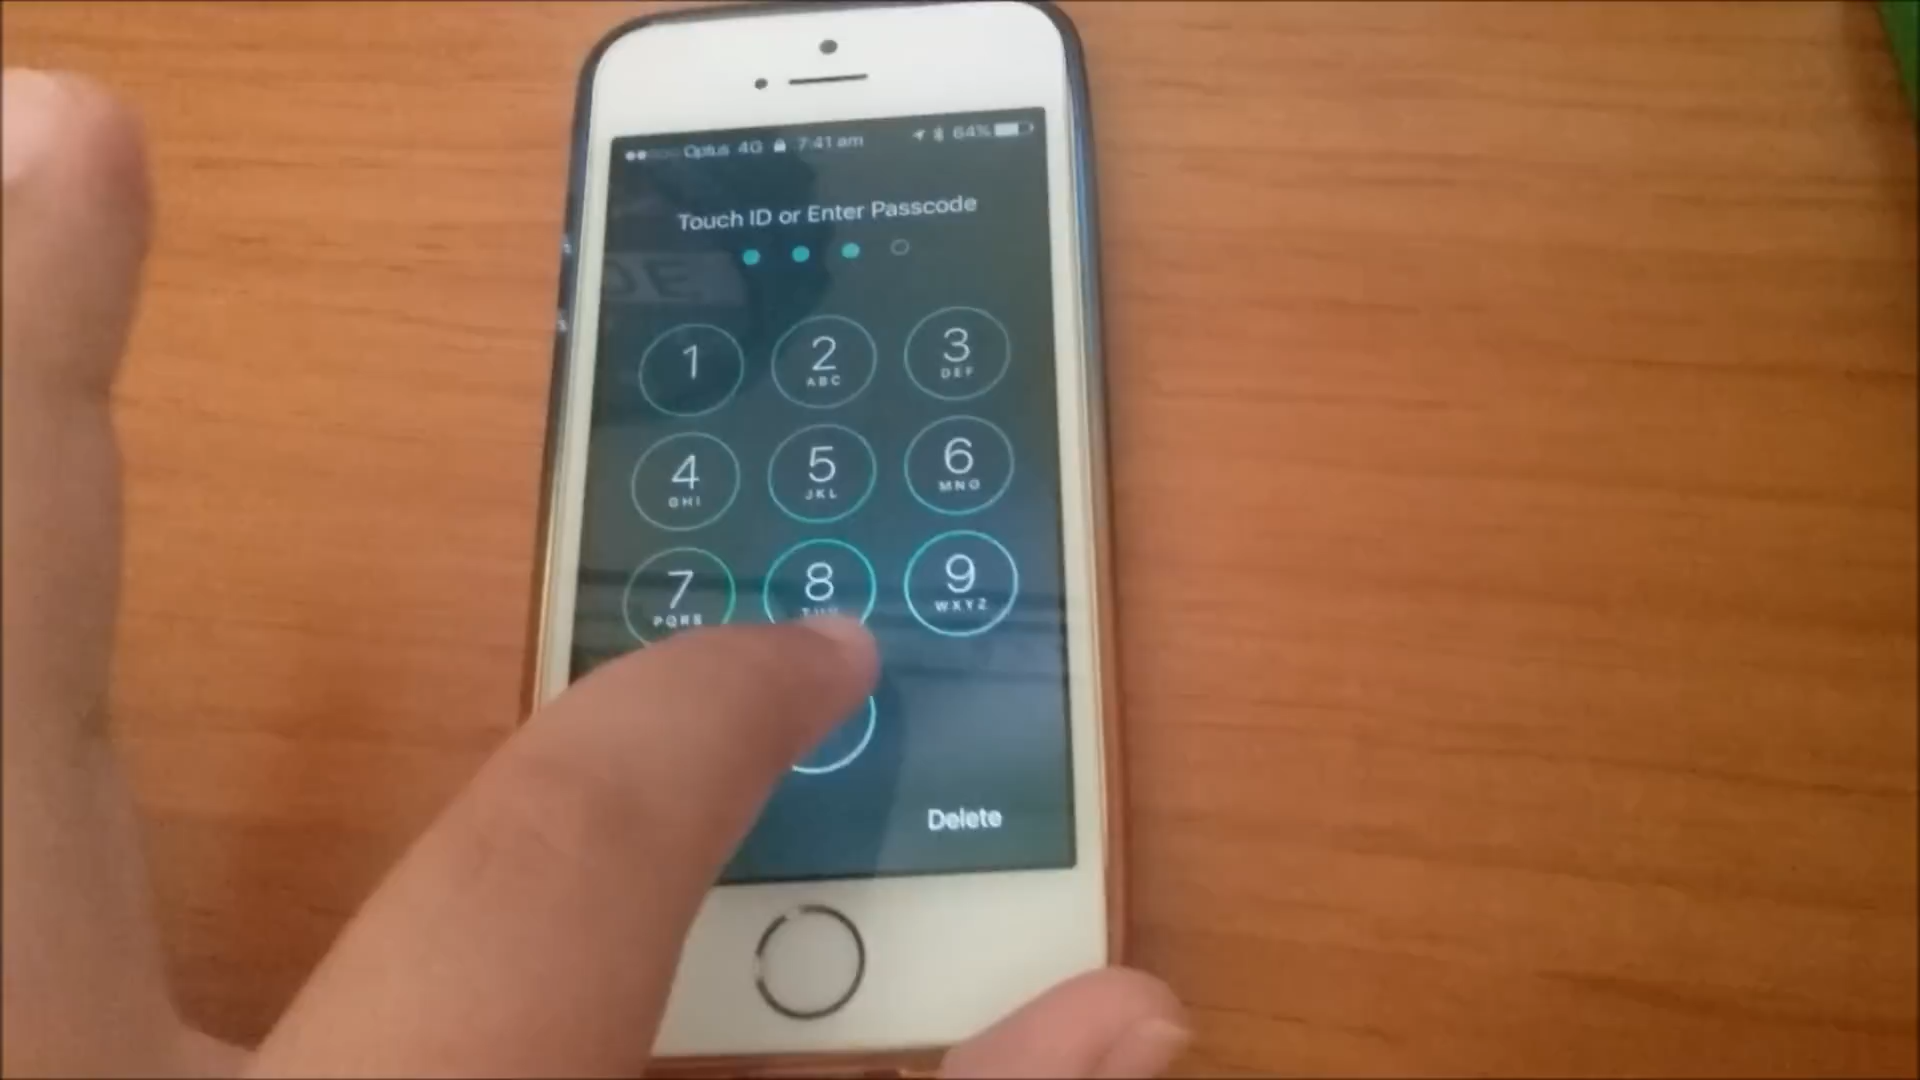 Optus 4G 7:41 am 64%
Touch ID or Enter Passcode
1 2 3
ABC DEF
4 5 6
GHI JKL MNO
7 8 9
PQRS TUV WXYZ
Delete